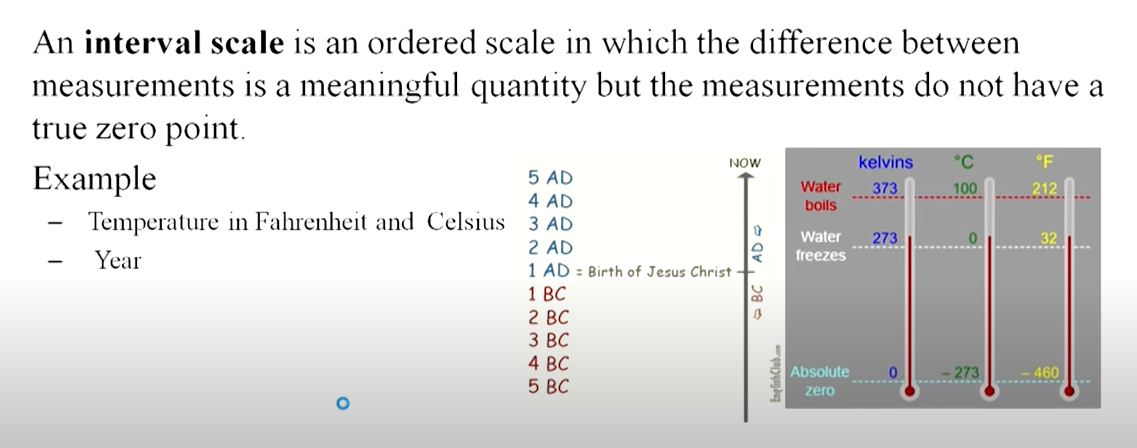 An interval scale is an ordered scale in which the difference between
measurements is a meaningful quantity but the measurements do not have a
true zero point.
Example
– Temperature in Fahrenheit and Celsius
– Year
NOW
5 AD
4 AD
3 AD
2 AD
1 AD = Birth of Jesus Christ
1 BC
2 BC
3 BC
4 BC
5 BC
⇦ BC AD ⇨
EnglishClub.com
kelvins °C °F
Water boils 373 100 212
Water freezes 273 0 32
Absolute zero 0 – 273 – 460